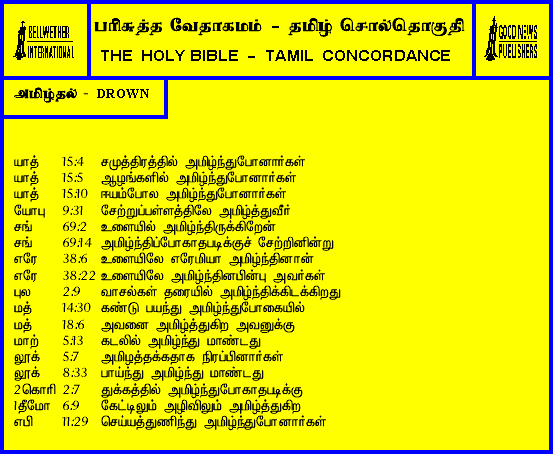 BELLWETHER
INTERNATIONAL
பரிசுத்த வேதாகமம் - தமிழ் சொல்தொகுதி
THE HOLY BIBLE - TAMIL CONCORDANCE
GOOD NEWS
PUBLISHERS
அமிழ்தல் - DROWN
யாத் 15:4 சமுத்திரத்தில் அமிழ்ந்துபோனார்கள்
யாத் 15:5 ஆழங்களில் அமிழ்ந்துபோனார்கள்
யாத் 15:10 ஈயம்போல அமிழ்ந்துபோனார்கள்
யோபு 9:31 சேற்றுப்பள்ளத்திலே அமிழ்த்துவீர்
சங் 69:2 உளையில் அமிழ்ந்திருக்கிறேன்
சங் 69:14 அமிழ்ந்திப்போகாதபடிக்குச் சேற்றினின்று
எரே 38:6 உளையிலே எரேமியா அமிழ்ந்தினான்
எரே 38:22 உளையிலே அமிழ்ந்தினபின்பு அவர்கள்
புல 2:9 வாசல்கள் தரையில் அமிழ்ந்திக்கிடக்கிறது
மத் 14:30 கண்டு பயந்து அமிழ்ந்துபோகையில்
மத் 18:6 அவனை அமிழ்த்துகிற அவனுக்கு
மாற் 5:13 கடலில் அமிழ்ந்து மாண்டது
லூக் 5:7 அமிழத்தக்கதாக நிரப்பினார்கள்
லூக் 8:33 பாய்ந்து அமிழ்ந்து மாண்டது
2கொரி 2:7 துக்கத்தில் அமிழ்ந்துபோகாதபடிக்கு
1தீமோ 6:9 கேட்டிலும் அழிவிலும் அமிழ்த்துகிற
எபி 11:29 செய்யத்துணிந்து அமிழ்ந்துபோனார்கள்